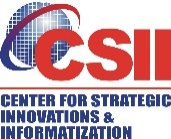 CSII
CENTER FOR STRATEGIC
INNOVATIONS &
INFORMATIZATION